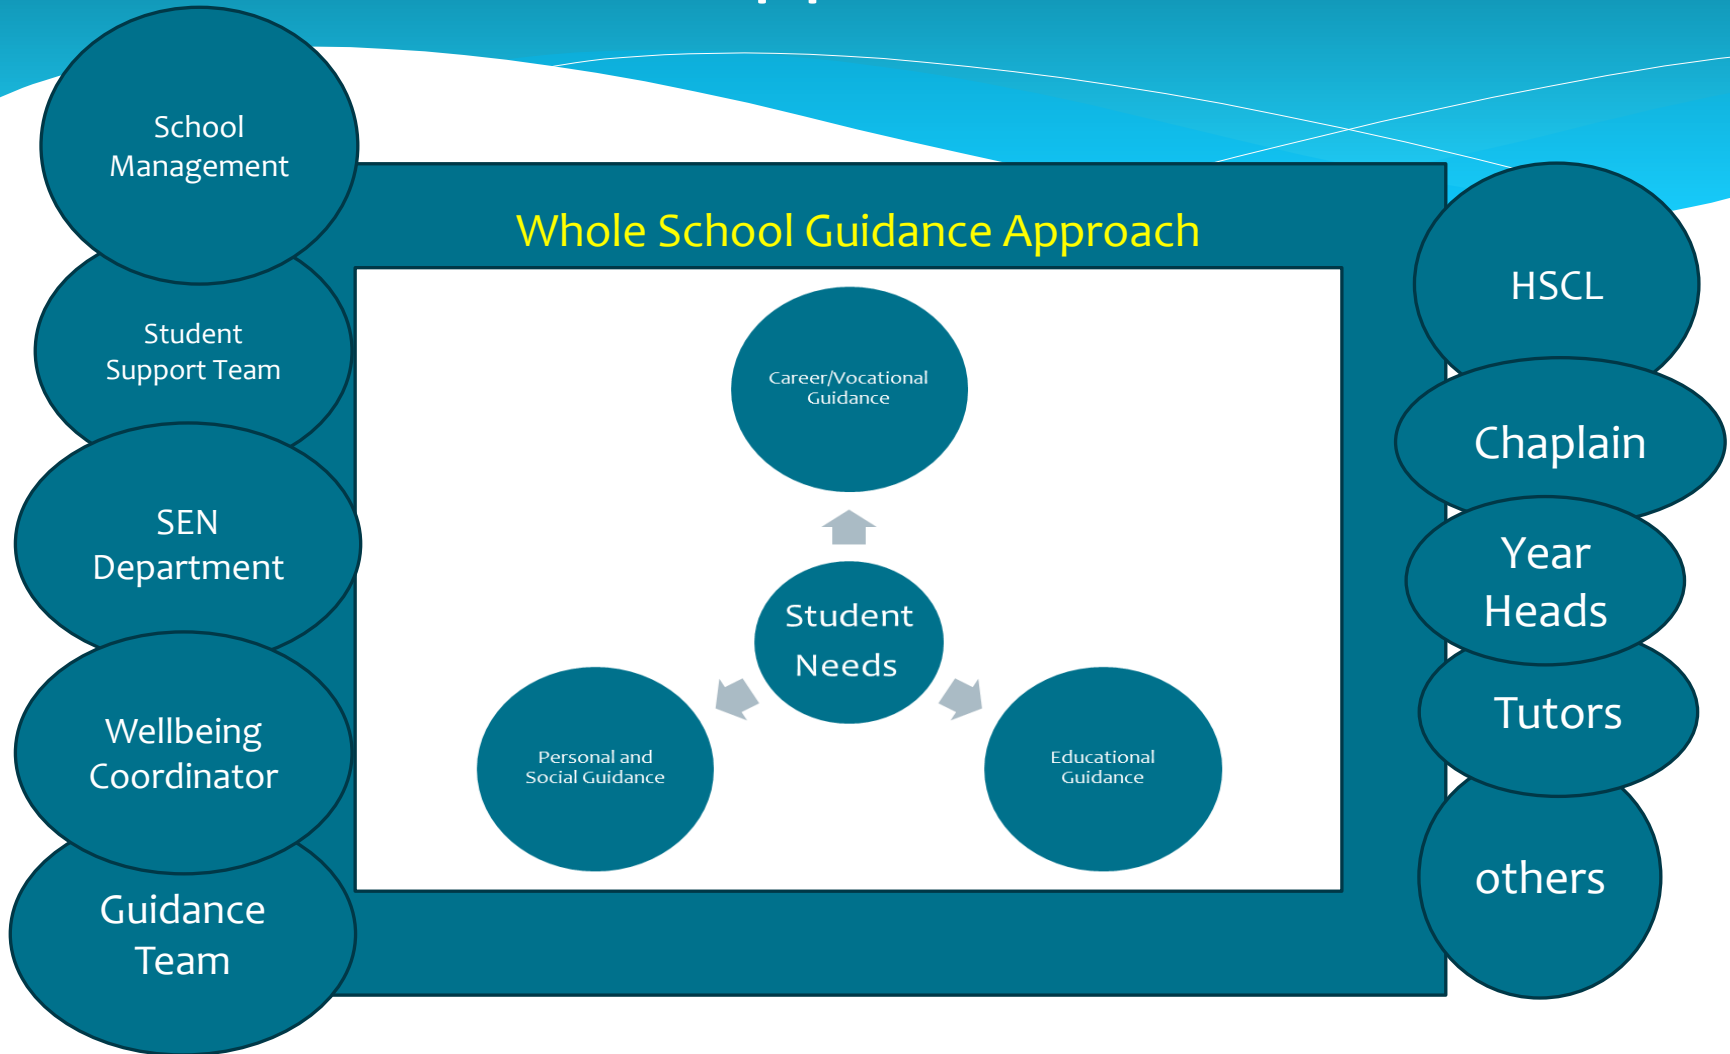 School
Management
Student
Support Team
SEN
Department
Wellbeing
Coordinator
Guidance
Team
Whole School Guidance Approach
Career/Vocational
Guidance
Student
Needs
Personal and
Social Guidance
Educational
Guidance
HSCL
Chaplain
Year
Heads
Tutors
others